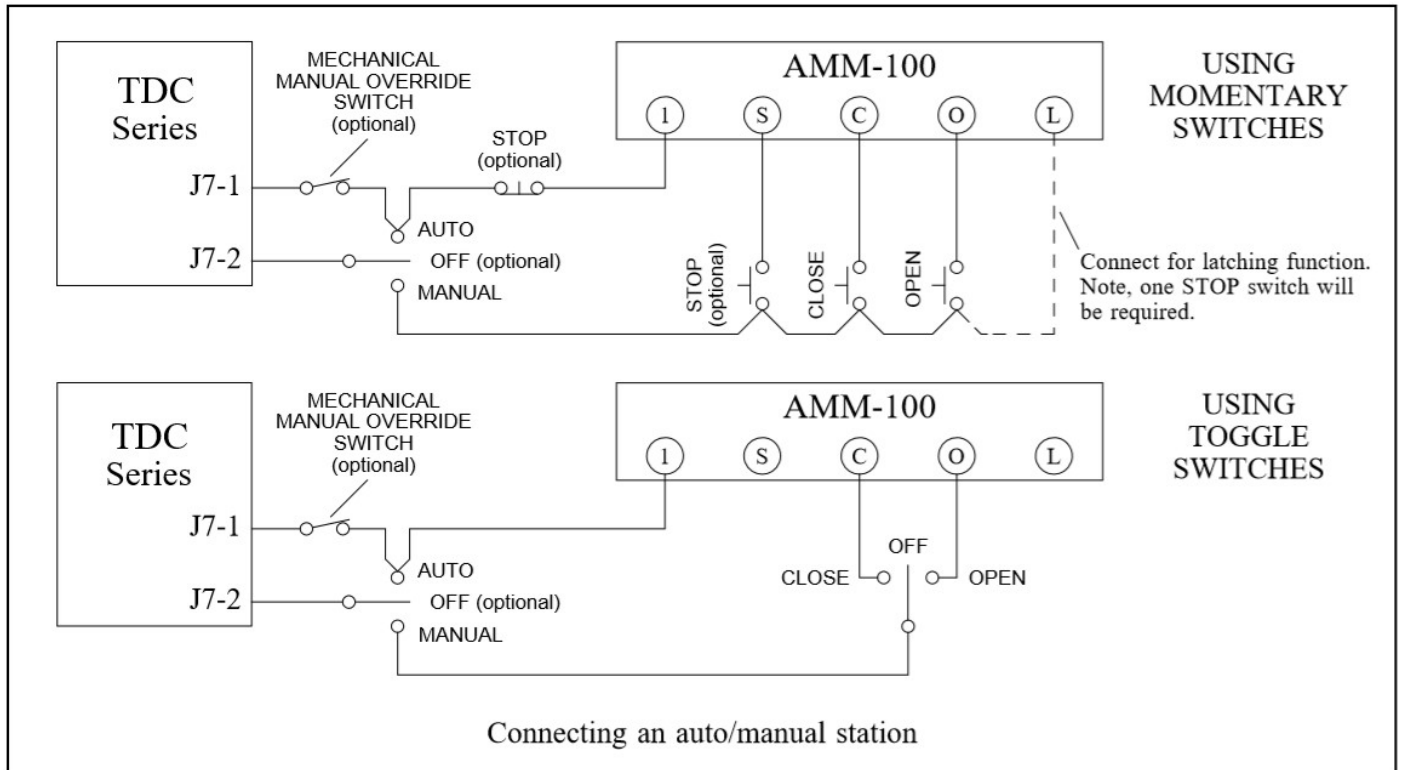 TDC
Series
J7-1
J7-2
MECHANICAL
MANUAL OVERRIDE
SWITCH
(optional)
AUTO
OFF (optional)
MANUAL
STOP
(optional)
AMM-100
1 S C O L
STOP
(optional)
CLOSE
OPEN
USING
MOMENTARY
SWITCHES
Connect for latching function.
Note, one STOP switch will
be required.
TDC
Series
J7-1
J7-2
MECHANICAL
MANUAL OVERRIDE
SWITCH
(optional)
AUTO
OFF (optional)
MANUAL
AMM-100
1 S C O L
OFF
CLOSE OPEN
USING
TOGGLE
SWITCHES
Connecting an auto/manual station